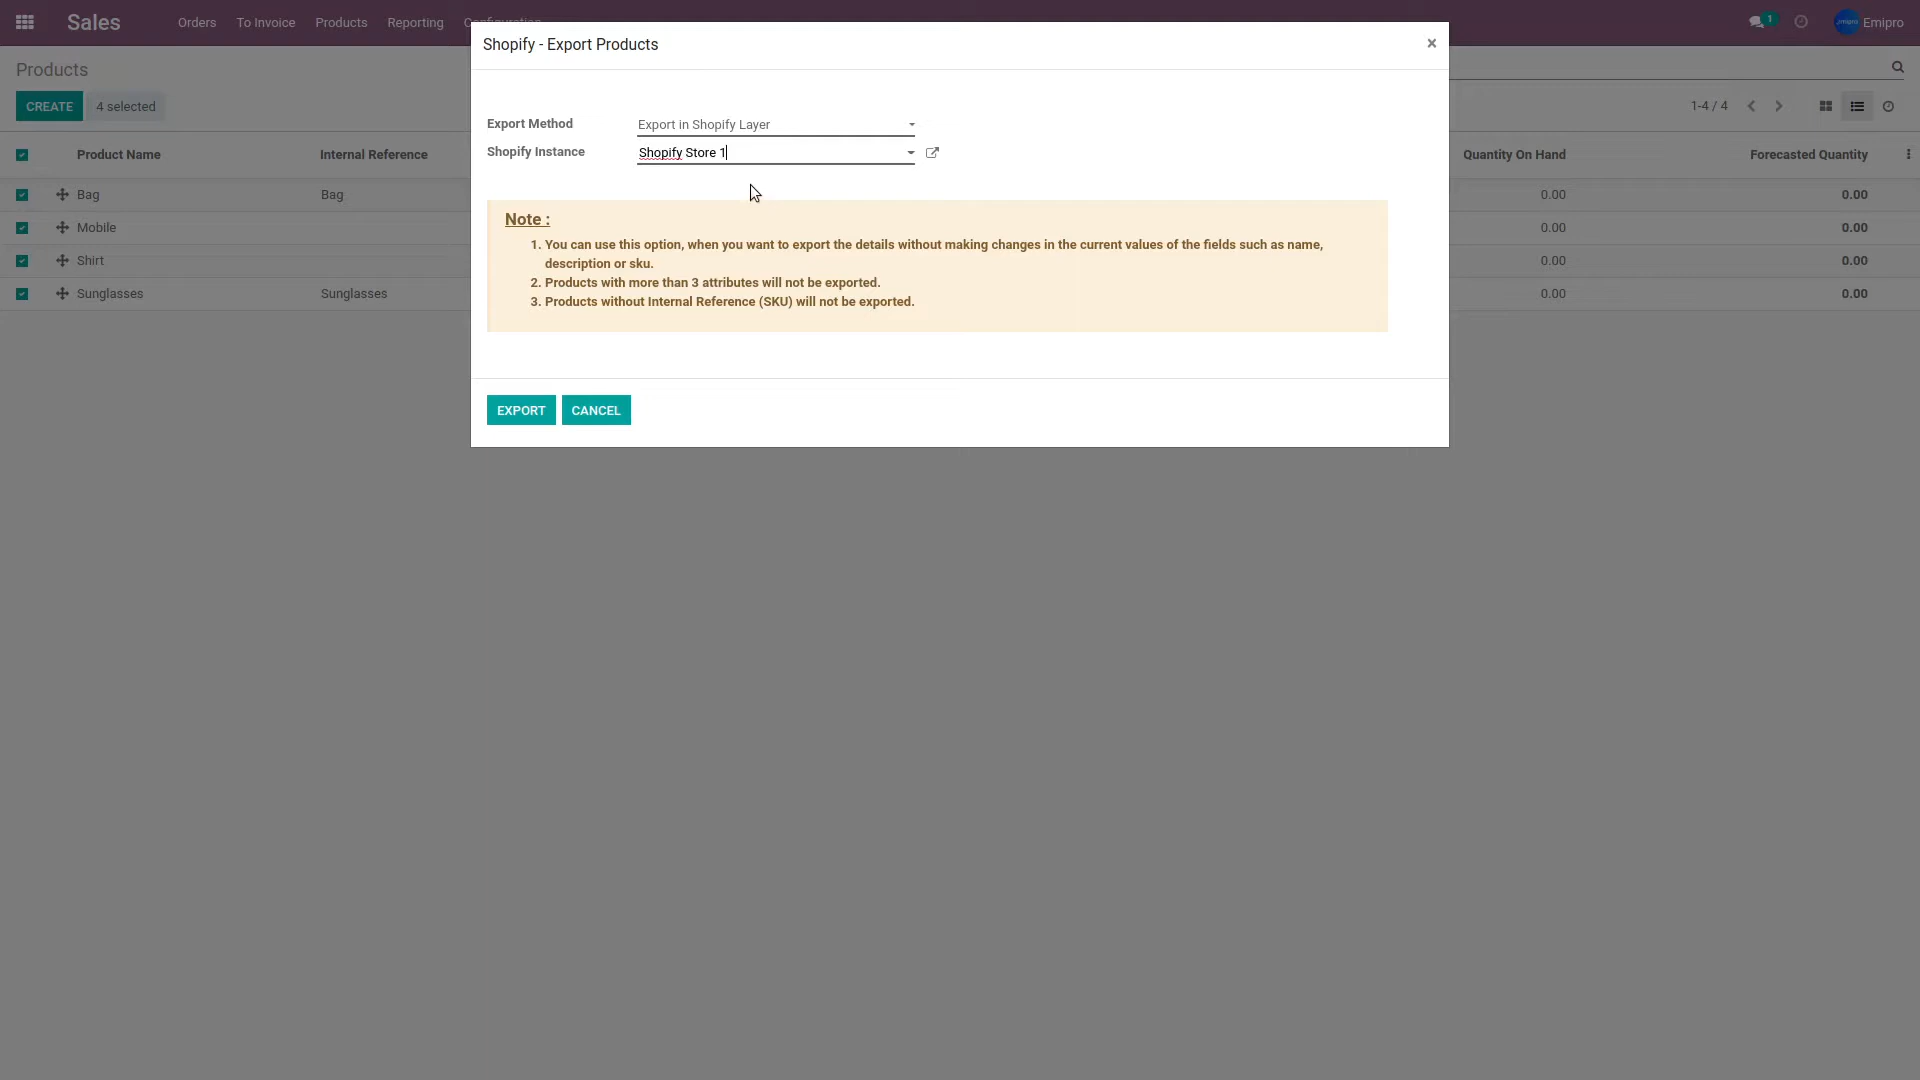 Sales
Orders
To Invoice
Products
Reporting
1
Emipro
Products
CREATE
4 selected
1-4 / 4
Product Name
Internal Reference
Quantity On Hand
Forecasted Quantity
Bag
Bag
0.00
0.00
Mobile
0.00
0.00
Shirt
0.00
0.00
Sunglasses
Sunglasses
0.00
0.00
Shopify - Export Products
×
Export Method
Export in Shopify Layer
Shopify Instance
Shopify Store 1
Note :
1. You can use this option, when you want to export the details without making changes in the current values of the fields such as name,
description or sku.
2. Products with more than 3 attributes will not be exported.
3. Products without Internal Reference (SKU) will not be exported.
EXPORT
CANCEL